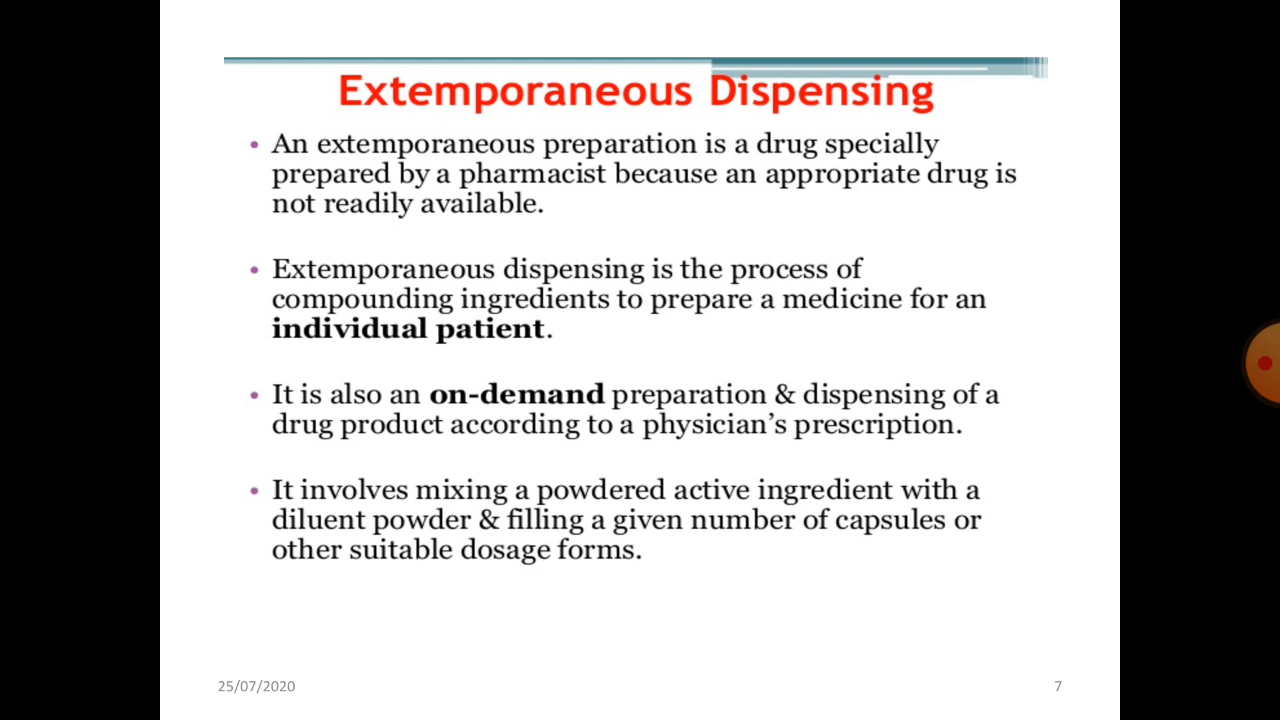 Extemporaneous Dispensing
• An extemporaneous preparation is a drug specially
prepared by a pharmacist because an appropriate drug is
not readily available.
• Extemporaneous dispensing is the process of
compounding ingredients to prepare a medicine for an
individual patient.
• It is also an on-demand preparation & dispensing of a
drug product according to a physician’s prescription.
• It involves mixing a powdered active ingredient with a
diluent powder & filling a given number of capsules or
other suitable dosage forms.
25/07/2020
7